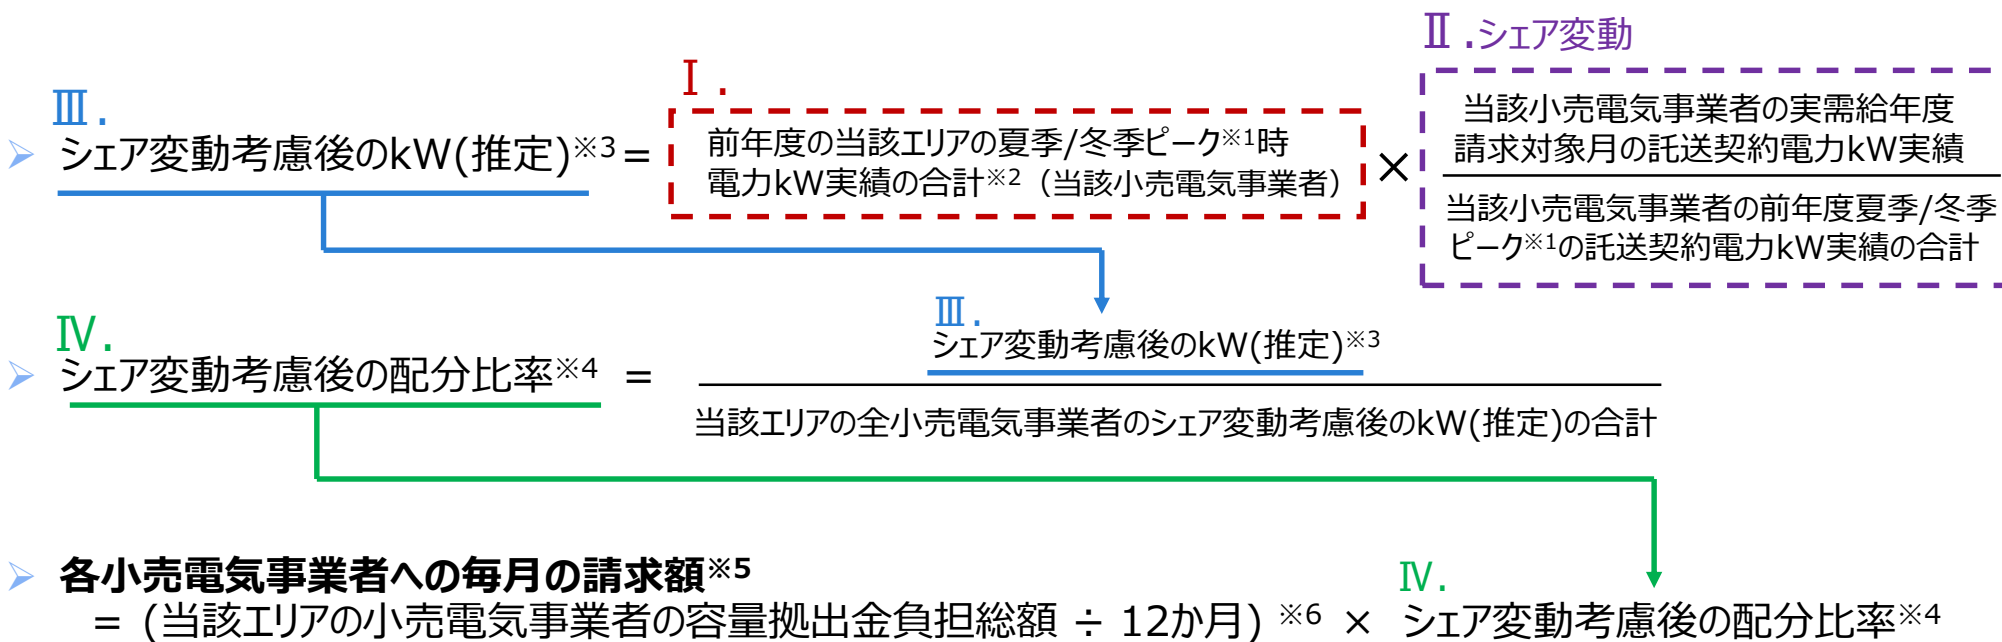 Ⅱ.シェア変動
Ⅰ.
Ⅲ.
➢ シェア変動考慮後のkW(推定)※3=
前年度の当該エリアの夏季/冬季ピーク※1時
電力kW実績の合計※2（当該小売電気事業者）
×
当該小売電気事業者の実需給年度
請求対象月の託送契約電力kW実績
当該小売電気事業者の前年度夏季/冬季
ピーク※1の託送契約電力kW実績の合計
Ⅳ.
➢ シェア変動考慮後の配分比率※4 =
Ⅲ.
シェア変動考慮後のkW(推定)※3
当該エリアの全小売電気事業者のシェア変動考慮後のkW(推定)の合計
➢ 各小売電気事業者への毎月の請求額※5
Ⅳ.
= (当該エリアの小売電気事業者の容量拠出金負担総額 ÷ 12か月) ※6 × シェア変動考慮後の配分比率※4